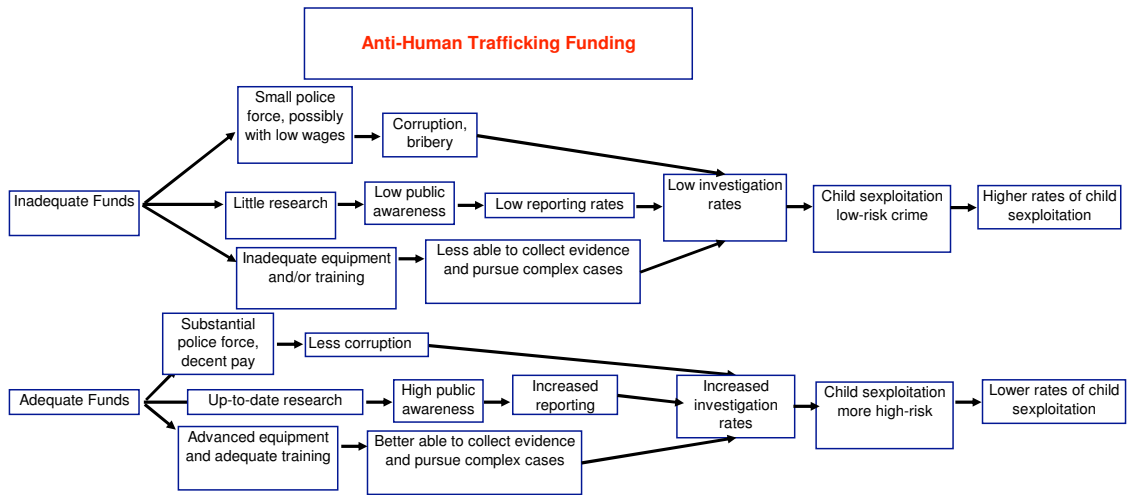 Anti-Human Trafficking Funding
Small police
force, possibly
with low wages
Corruption,
bribery
Inadequate Funds
Little research
Low public
awareness
Low reporting rates
Low investigation
rates
Child sexploitation
low-risk crime
Higher rates of child
sexploitation
Inadequate equipment
and/or training
Less able to collect evidence
and pursue complex cases
Substantial
police force,
decent pay
Less corruption
Adequate Funds
Up-to-date research
High public
awareness
Increased
reporting
Increased
investigation
rates
Child sexploitation
more high-risk
Lower rates of child
sexploitation
Advanced equipment
and adequate training
Better able to collect evidence
and pursue complex cases